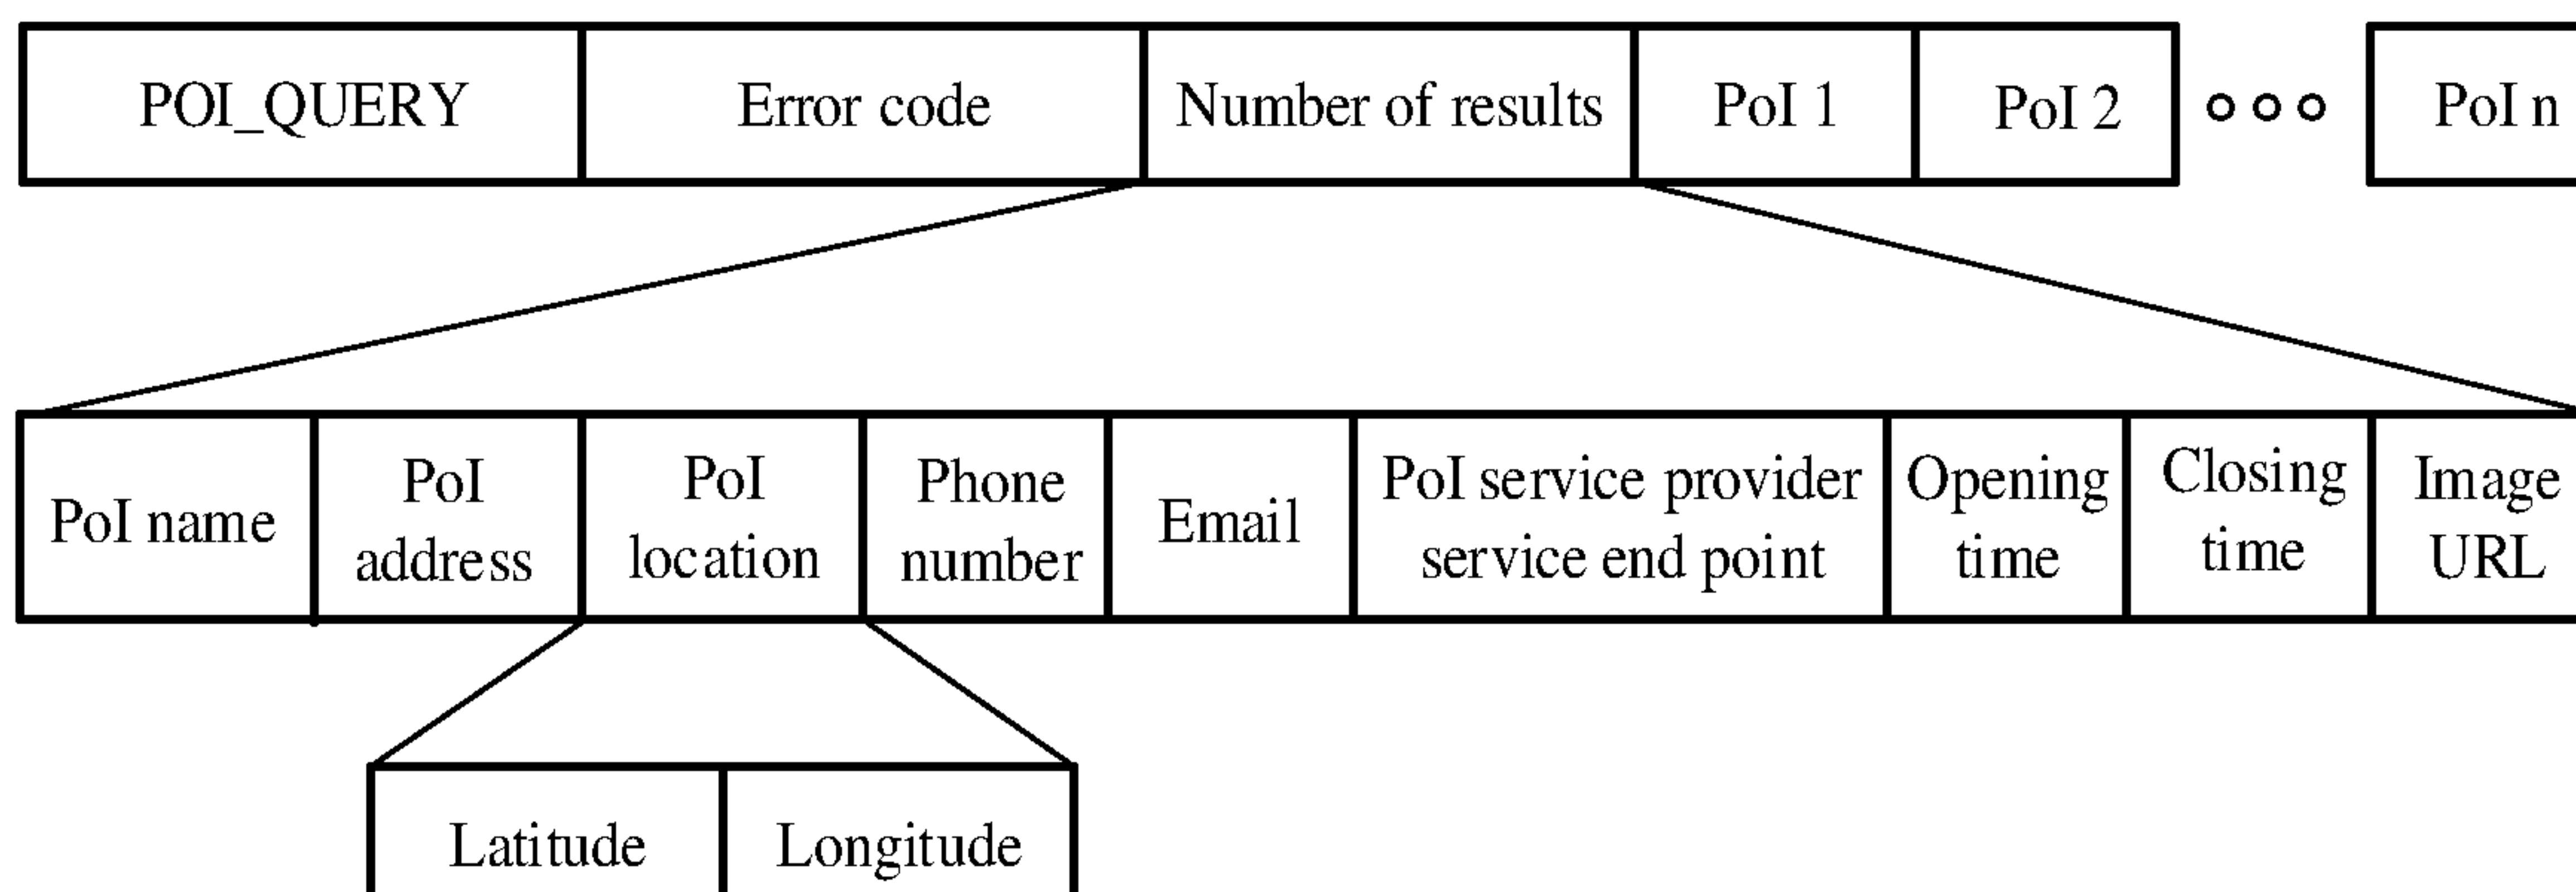 POI_QUERY Error code Number of results PoI 1 PoI 2 PoI n
PoI name
PoI
address
PoI
location
Phone
number
Email
PoI service provider
service end point
Opening
time
Closing
time
Image
URL
Latitude Longitude